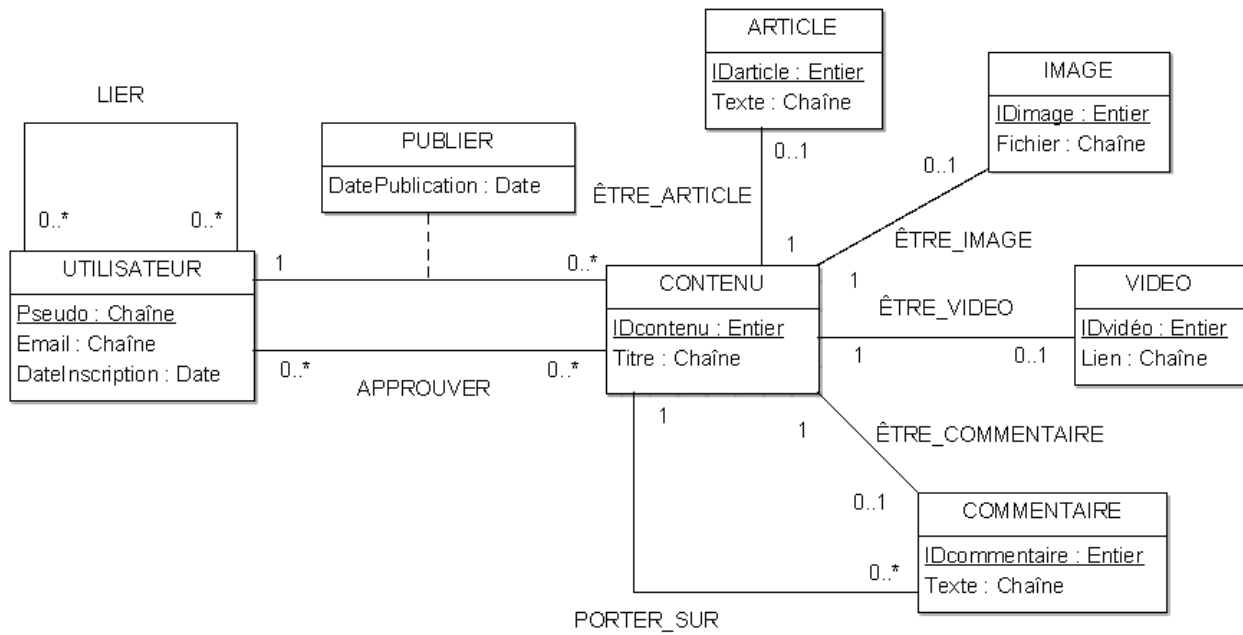 ARTICLE
IDarticle : Entier
Texte : Chaîne
IMAGE
IDimage : Entier
Fichier : Chaîne
LIER
PUBLIER
DatePublication : Date
0..1
0..1
ÊTRE_ARTICLE
0..*
0..*
ÊTRE_IMAGE
1
UTILISATEUR
Pseudo : Chaîne
Email : Chaîne
DateInscription : Date
1
0..*
CONTENU
IDcontenu : Entier
Titre : Chaîne
1
ÊTRE_VIDEO
VIDEO
IDvidéo : Entier
Lien : Chaîne
1
0..1
0..*
0..*
APPROUVER
1
1
ÊTRE_COMMENTAIRE
0..1
COMMENTAIRE
IDcommentaire : Entier
Texte : Chaîne
0..*
PORTER_SUR